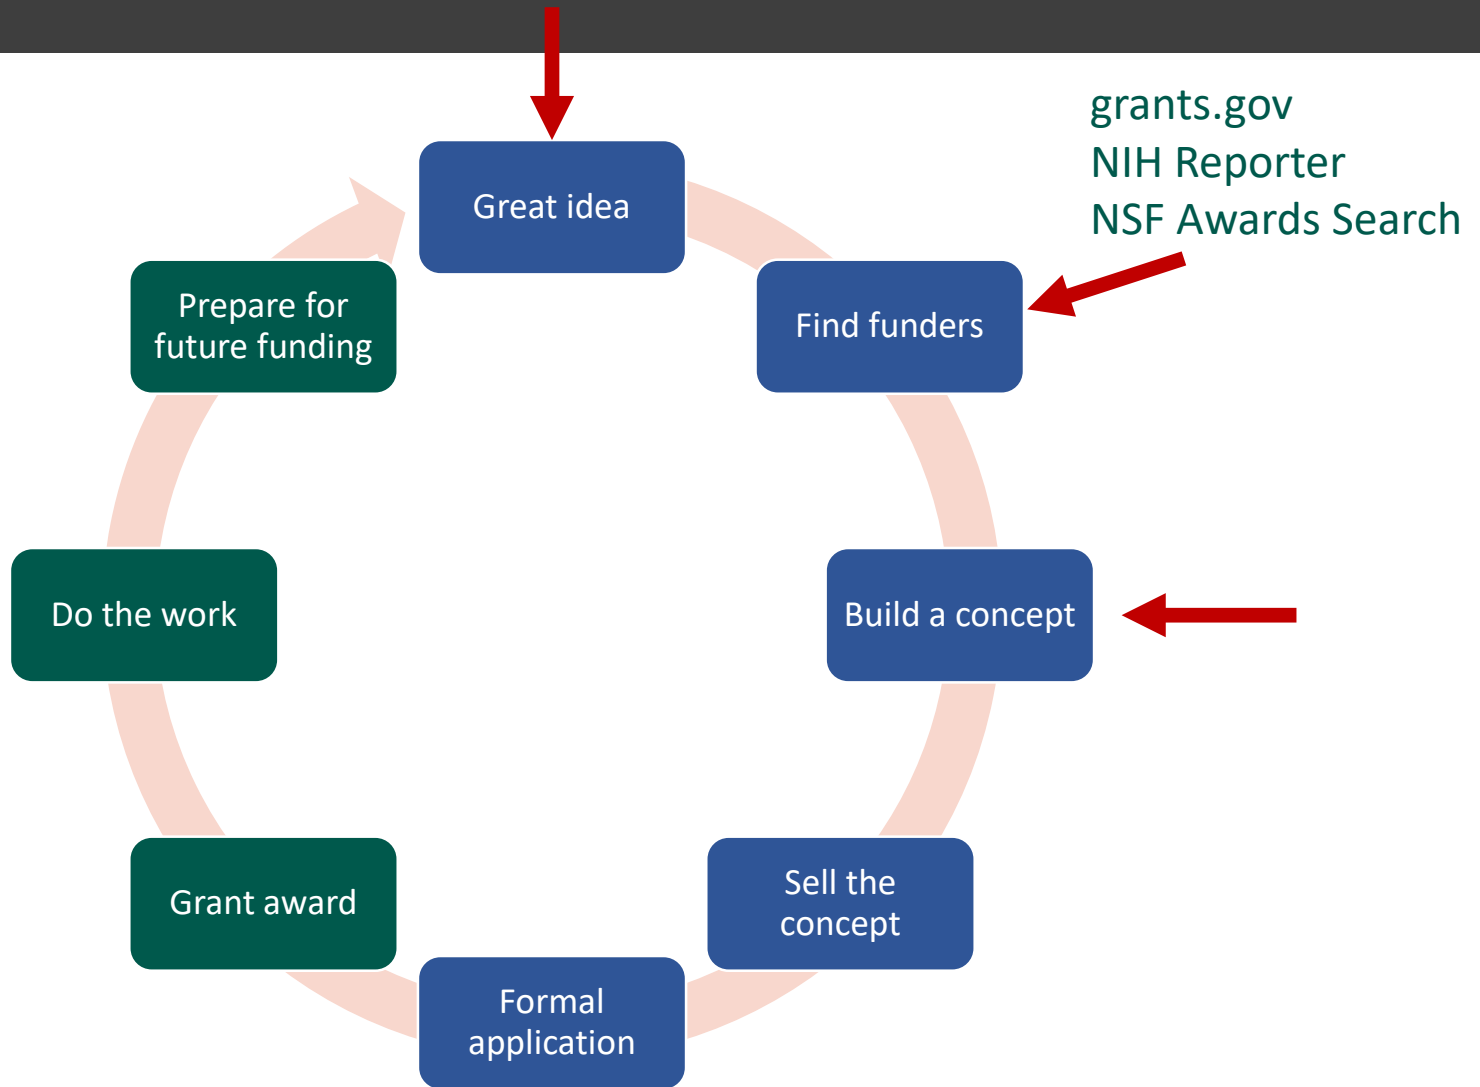 grants.gov
NIH Reporter
NSF Awards Search
Great idea
Find funders
Build a concept
Sell the
concept
Formal
application
Grant award
Do the work
Prepare for
future funding